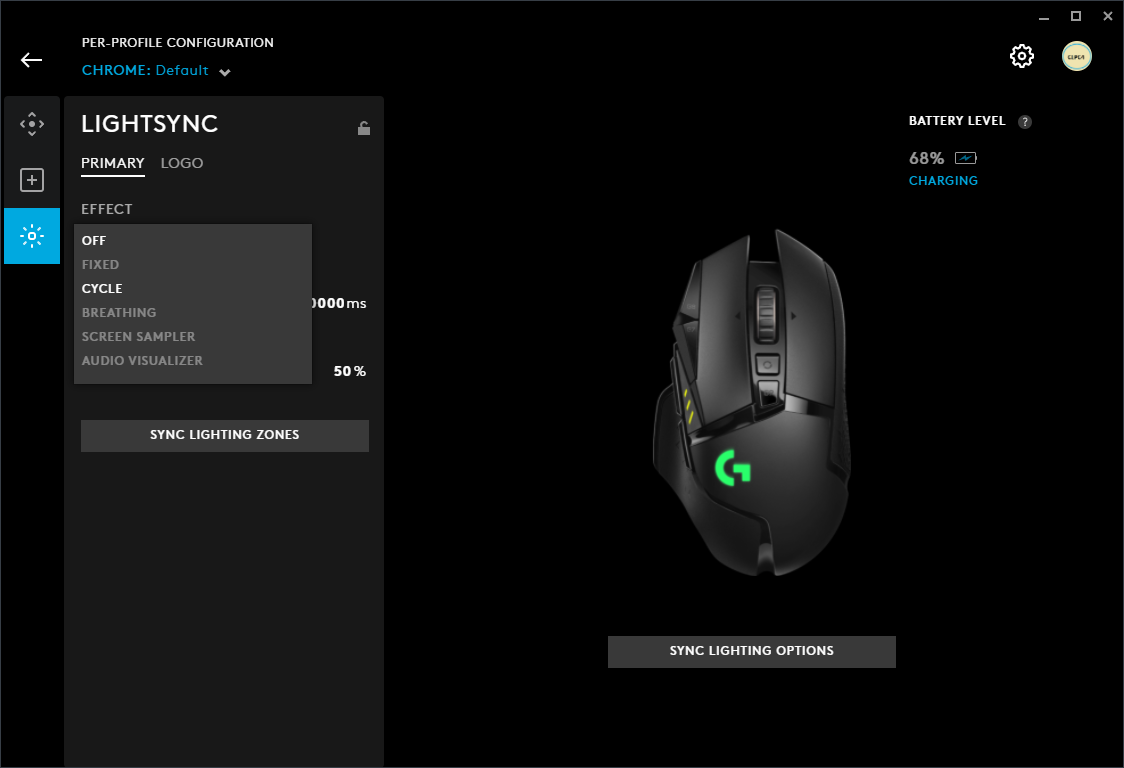 PER-PROFILE CONFIGURATION
CHROME: Default
LIGHTSYNC
PRIMARY LOGO
EFFECT
OFF
FIXED
CYCLE
BREATHING
SCREEN SAMPLER
AUDIO VISUALIZER
0000ms
50%
SYNC LIGHTING ZONES
BATTERY LEVEL ?
68%
CHARGING
SYNC LIGHTING OPTIONS